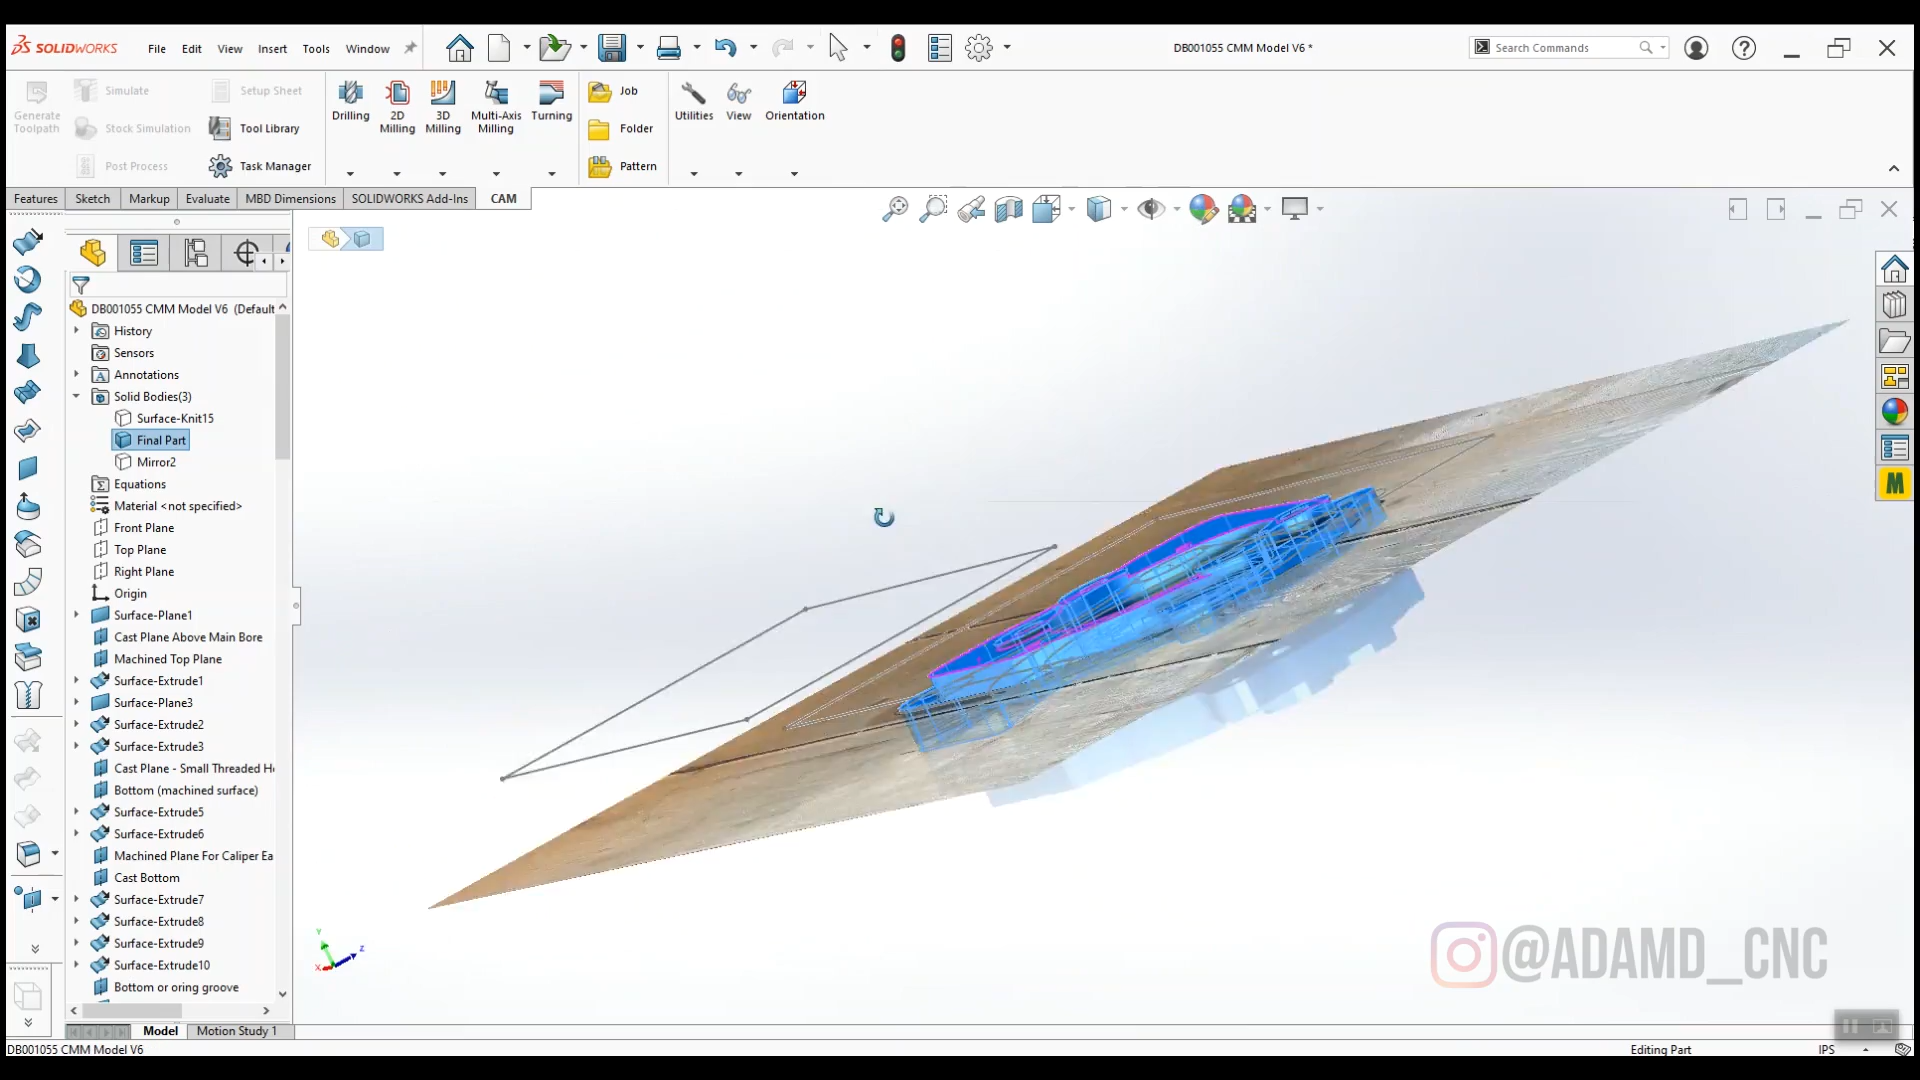 SOLIDWORKS File Edit View Insert Tools Window DB001055 CMM Model V6 * Search Commands
Generate Toolpath
Simulate
Stock Simulation
Post Process
Setup Sheet
Tool Library
Task Manager
Drilling
2D Milling
3D Milling
Multi-Axis Milling
Turning
Job
Folder
Pattern
Utilities
View
Orientation
Features Sketch Markup Evaluate MBD Dimensions SOLIDWORKS Add-Ins CAM
DB001055 CMM Model V6 (Default
History
Sensors
Annotations
Solid Bodies(3)
Surface-Knit15
Final Part
Mirror2
Equations
Material <not specified>
Front Plane
Top Plane
Right Plane
Origin
Surface-Plane1
Cast Plane Above Main Bore
Machined Top Plane
Surface-Extrude1
Surface-Plane3
Surface-Extrude2
Surface-Extrude3
Cast Plane - Small Threaded H
Bottom (machined surface)
Surface-Extrude5
Surface-Extrude6
Machined Plane For Caliper Ea
Cast Bottom
Surface-Extrude7
Surface-Extrude8
Surface-Extrude9
Surface-Extrude10
Bottom or oring groove
Y
Z
X
M
@ADAMD_CNC
Model Motion Study 1
DB001055 CMM Model V6 Editing Part IPS